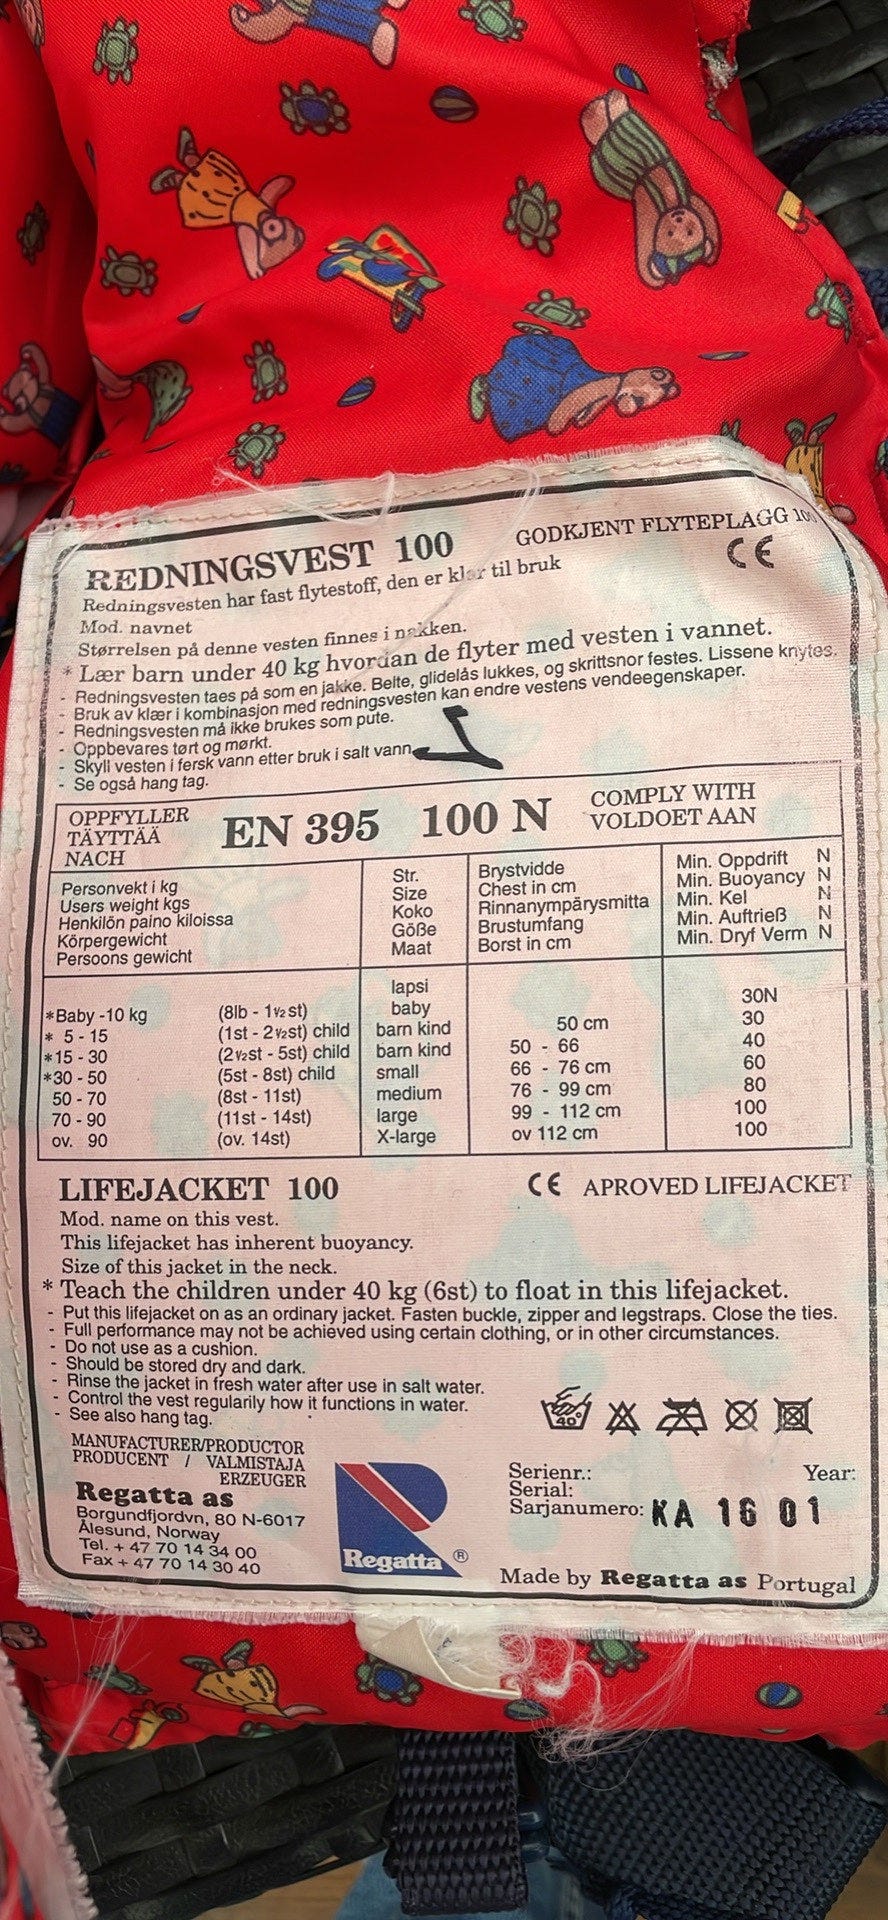 REDNINGSVEST 100
GODKJENT FLYTEPLAGG 100
CE
Redningsvesten har fast flytestoff, den er klar til bruk
Mod. navnet
Størrelsen på denne vesten finnes i nakken.
* Lær barn under 40 kg hvordan de flyter med vesten i vannet.
- Redningsvesten taes på som en jakke. Belte, glidelås lukkes, og skrittsnor festes. Lissene knytes.
- Bruk av klær i kombinasjon med redningsvesten kan endre vestens vendeegenskaper.
- Redningsvesten må ikke brukes som pute.
- Oppbevares tørt og mørkt.
- Skyll vesten i fersk vann etter bruk i salt vann
- Se også hang tag.
OPPFYLLER
TÄYTTÄÄ
NACH
EN 395 100 N
COMPLY WITH
VOLDOET AAN
Personvekt i kg
Users weight kgs
Henkilön paino kiloissa
Körpergewicht
Persoons gewicht
Str.
Size
Koko
Göße
Maat
Brystvidde
Chest in cm
Rinnanympärysmitta
Brustumfang
Borst in cm
Min. Oppdrift N
Min. Buoyancy N
Min. Kel N
Min. Auftrieß N
Min. Dryf Verm N
lapsi 30N
*Baby -10 kg (8lb - 1 1/2 st) baby 30
* 5 - 15 (1st - 2 1/2 st) child barn kind 50 cm 40
*15 - 30 (2 1/2 st - 5st) child barn kind 50 - 66 60
*30 - 50 (5st - 8st) child small 66 - 76 cm 80
50 - 70 (8st - 11st) medium 76 - 99 cm 100
70 - 90 (11st - 14st) large 99 - 112 cm 100
ov. 90 (ov. 14st) X-large ov 112 cm
LIFEJACKET 100
CE APROVED LIFEJACKET
Mod. name on this vest.
This lifejacket has inherent buoyancy.
Size of this jacket in the neck.
* Teach the children under 40 kg (6st) to float in this lifejacket.
- Put this lifejacket on as an ordinary jacket. Fasten buckle, zipper and legstraps. Close the ties.
- Full performance may not be achieved using certain clothing, or in other circumstances.
- Do not use as a cushion.
- Should be stored dry and dark.
- Rinse the jacket in fresh water after use in salt water.
- Control the vest regularily how it functions in water.
- See also hang tag.
40
MANUFACTURER/PRODUCTOR
PRODUCENT / VALMISTAJA
ERZEUGER
Regatta as
Borgundfjordvn, 80 N-6017
Ålesund, Norway
Tel. + 47 70 14 34 00
Fax + 47 70 14 30 40
Regatta ®
Serienr.: Year:
Serial:
Sarjanumero: KA 16 01
Made by Regatta as Portugal